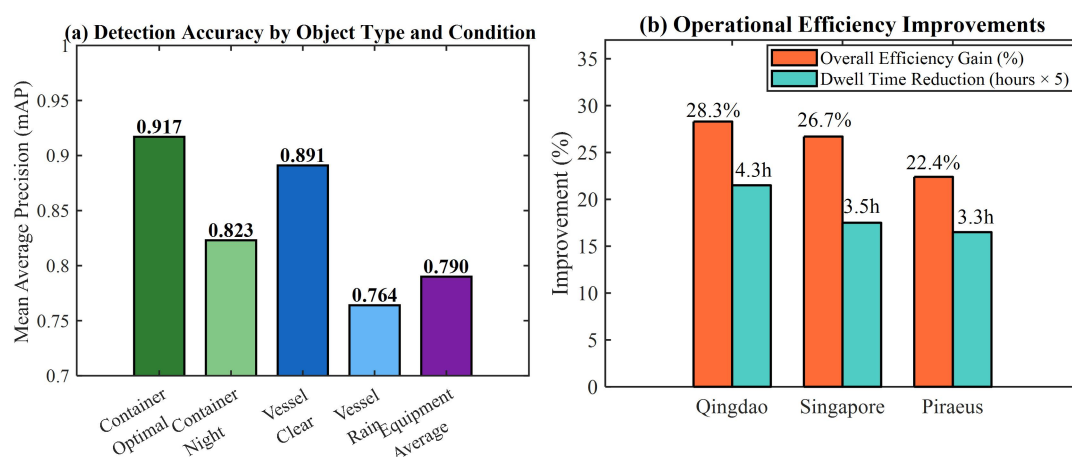 (a) Detection Accuracy by Object Type and Condition
Mean Average Precision (mAP)
1
0.95
0.9
0.85
0.8
0.75
0.7
0.917
0.823
0.891
0.764
0.790
Container
Optimal
Container
Night
Vessel
Clear
Vessel
Rain
Equipment
Average
(b) Operational Efficiency Improvements
Improvement (%)
35
30
25
20
15
10
5
0
Overall Efficiency Gain (%)
Dwell Time Reduction (hours × 5)
28.3%
4.3h
26.7%
3.5h
22.4%
3.3h
Qingdao
Singapore
Piraeus